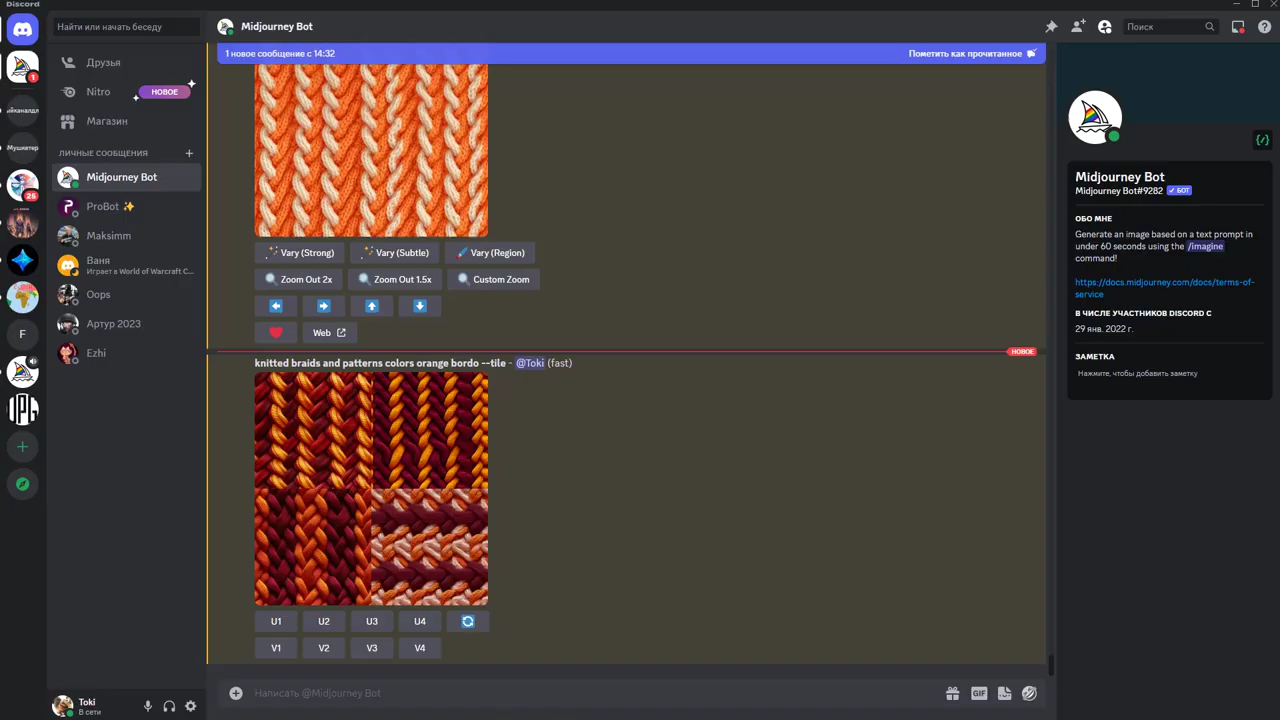 Discord
Найти или начать беседу
Друзья
Nitro
НОВОЕ
Магазин
ЛИЧНЫЕ СООБЩЕНИЯ
Midjourney Bot
ProBot ✨
Maksimm
Ваня
Играет в World of Warcraft C...
Oops
Артур 2023
Ezhi
1
Мушкетер
25
F
Toki
В сети
Midjourney Bot
Поиск
1 новое сообщение с 14:32
Пометить как прочитанное
Vary (Strong)
Vary (Subtle)
Vary (Region)
Zoom Out 2x
Zoom Out 1.5x
Custom Zoom
Web
НОВОЕ
knitted braids and patterns colors orange bordo --tile - @Toki (fast)
U1 U2 U3 U4
V1 V2 V3 V4
Написать @Midjourney Bot
GIF
Midjourney Bot
Midjourney Bot#9282 ✓ БОТ
ОБО МНЕ
Generate an image based on a text prompt in
under 60 seconds using the /imagine
command!
https://docs.midjourney.com/docs/terms-of-
service
В ЧИСЛЕ УЧАСТНИКОВ DISCORD С
29 янв. 2022 г.
ЗАМЕТКА
Нажмите, чтобы добавить заметку